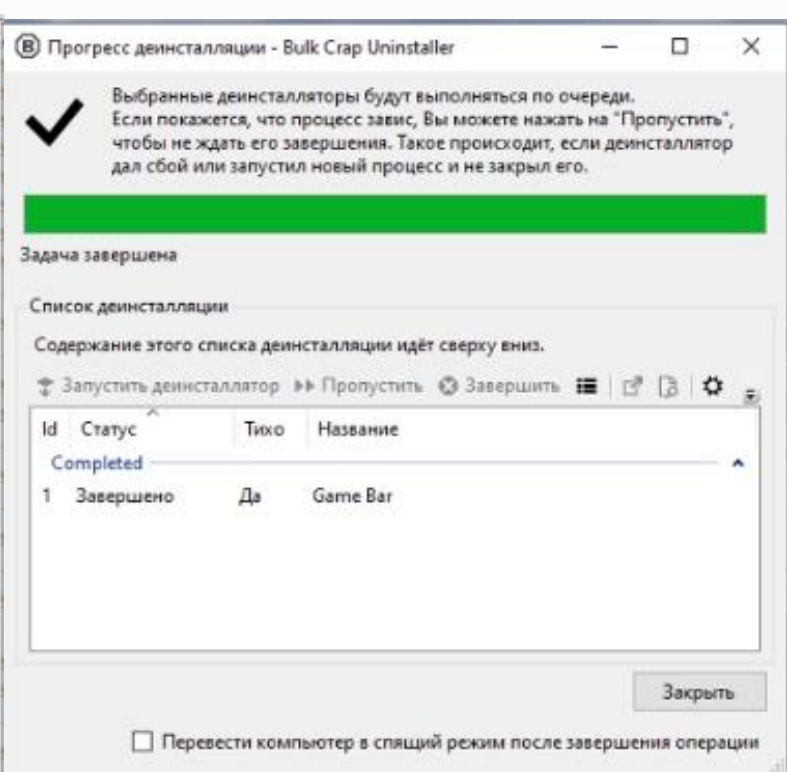 Прогресс деинсталляции - Bulk Crap Uninstaller
Выбранные деинсталляторы будут выполняться по очереди.
Если покажется, что процесс завис, Вы можете нажать на "Пропустить",
чтобы не ждать его завершения. Такое происходит, если деинсталлятор
дал сбой или запустил новый процесс и не закрыл его.
Задача завершена
Список деинсталляции
Содержание этого списка деинсталляции идёт сверху вниз.
Запустить деинсталлятор Пропустить Завершить
Id Статус Тихо Название
Completed
1 Завершено Да Game Bar
Закрыть
Перевести компьютер в спящий режим после завершения операции